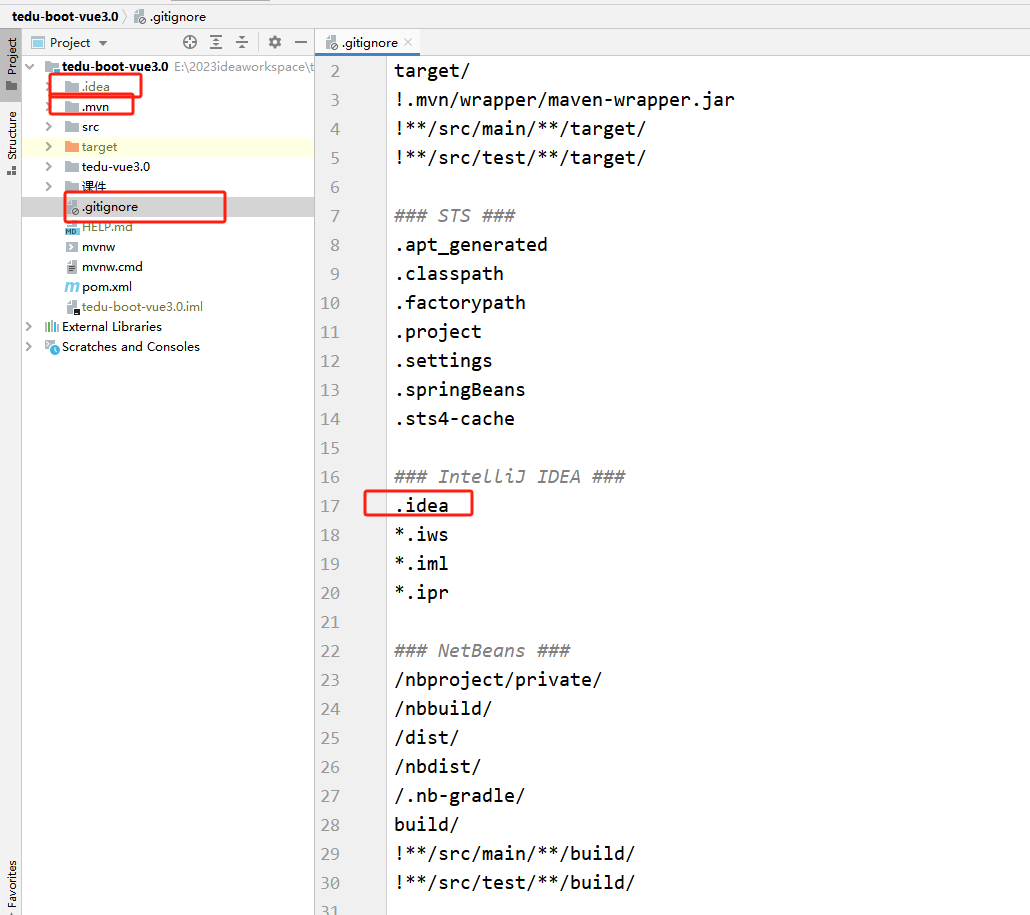 tedu-boot-vue3.0 〉 .gitignore
Project
Project
Structure
Favorites
tedu-boot-vue3.0 E:\2023ideaworkspace\t
.idea
.mvn
src
target
tedu-vue3.0
课件
.gitignore
HELP.md
mvnw
mvnw.cmd
pom.xml
tedu-boot-vue3.0.iml
External Libraries
Scratches and Consoles
.gitignore
2 target/
3 !.mvn/wrapper/maven-wrapper.jar
4 !**/src/main/**/target/
5 !**/src/test/**/target/
6
7 ### STS ###
8 .apt_generated
9 .classpath
10 .factorypath
11 .project
12 .settings
13 .springBeans
14 .sts4-cache
15
16 ### IntelliJ IDEA ###
17 .idea
18 *.iws
19 *.iml
20 *.ipr
21
22 ### NetBeans ###
23 /nbproject/private/
24 /nbbuild/
25 /dist/
26 /nbdist/
27 /.nb-gradle/
28 build/
29 !**/src/main/**/build/
30 !**/src/test/**/build/
31